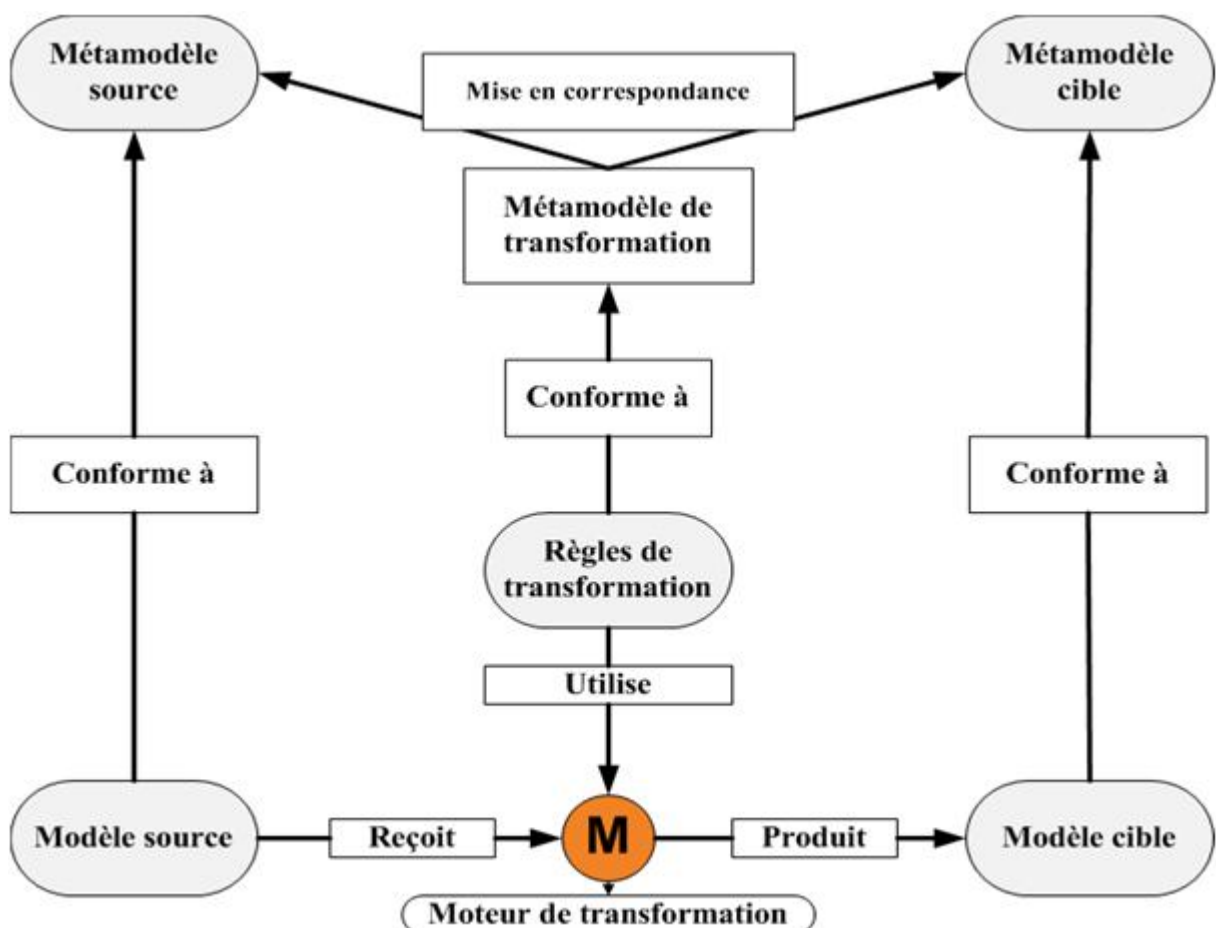 Métamodèle
source
Mise en correspondance
Métamodèle
cible
Métamodèle de
transformation
Conforme à
Conforme à
Conforme à
Règles de
transformation
Utilise
Modèle source
Reçoit
M
Produit
Modèle cible
Moteur de transformation